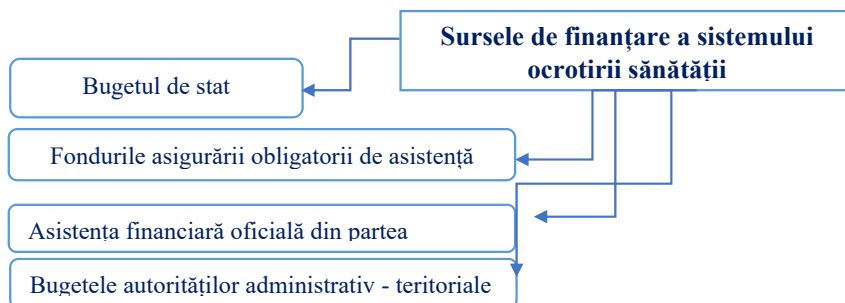 Sursele de finanțare a sistemului
ocrotirii sănătății
Bugetul de stat
Fondurile asigurării obligatorii de asistență
Asistența financiară oficială din partea
Bugetele autorităților administrativ - teritoriale